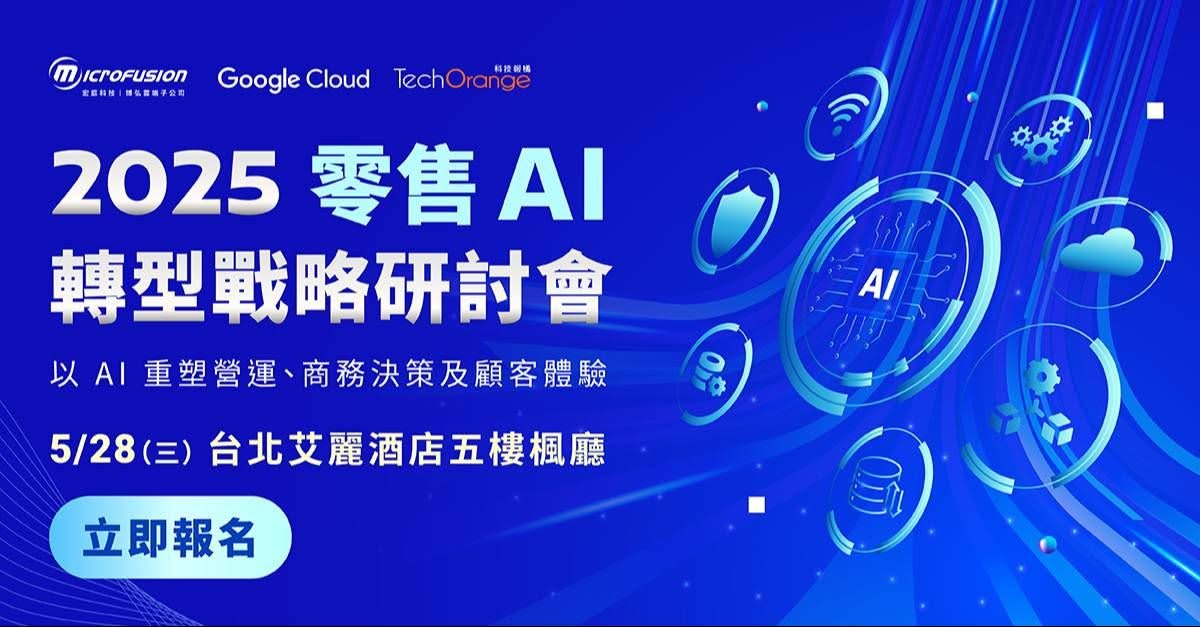 MICROFUSION
宏庭科技|博弘雲端子公司
Google Cloud
科技報橘
TechOrange
2025 零售 AI
轉型戰略研討會
以 AI 重塑營運、商務決策及顧客體驗
5/28(三) 台北艾麗酒店五樓楓廳
立即報名
AI